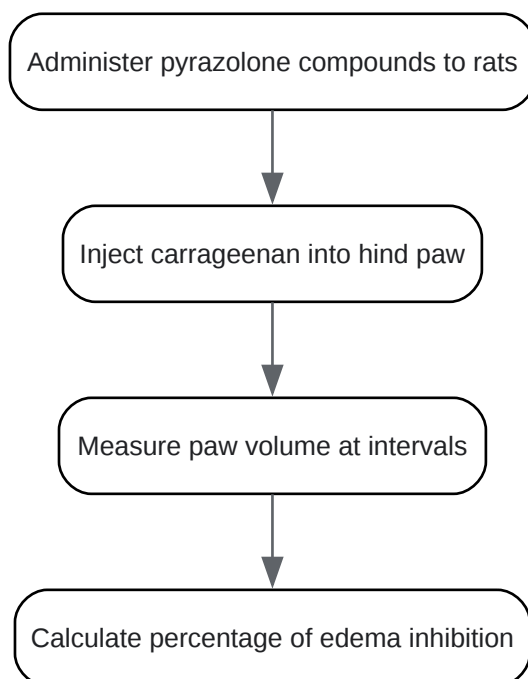 Administer pyrazolone compounds to rats
Inject carrageenan into hind paw
Measure paw volume at intervals
Calculate percentage of edema inhibition